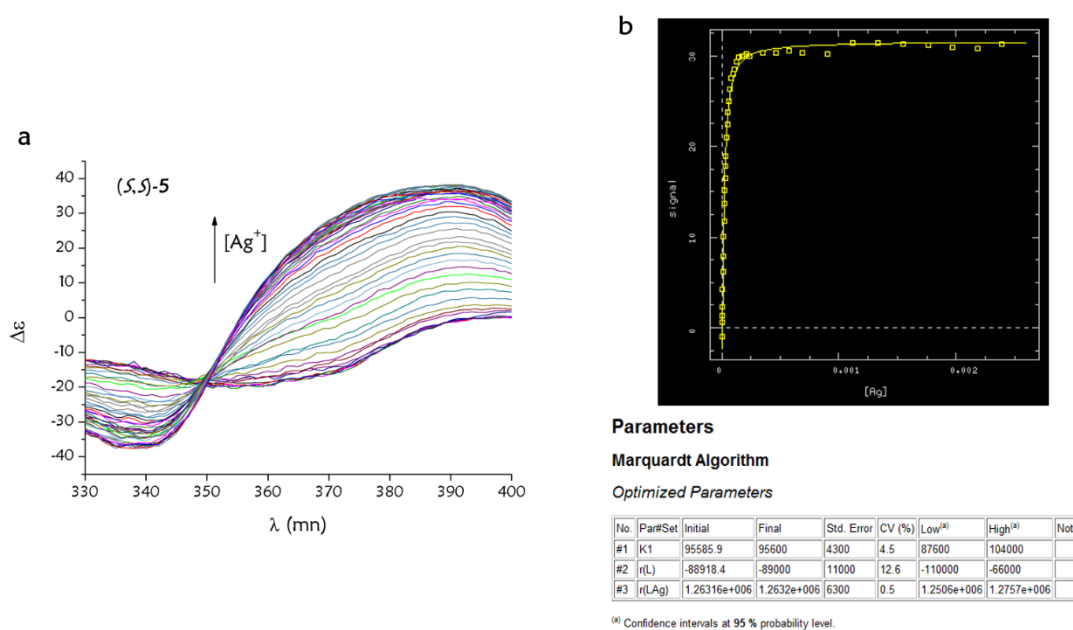 a
(S,S)-5
[Ag⁺]
Δε
40
30
20
10
0
-10
-20
-30
-40
330 340 350 360 370 380 390 400
λ (mn)
b
signal
30
20
10
0
0 0.001 0.002
[Ag]
Parameters
Marquardt Algorithm
Optimized Parameters
No. Par#Set Initial Final Std. Error CV (%) Low(a) High(a) Not
#1 K1 95585.9 95600 4300 4.5 87600 104000
#2 r(L) -88918.4 -89000 11000 12.6 -110000 -66000
#3 r(LAg) 1.26316e+006 1.2632e+006 6300 0.5 1.2506e+006 1.2757e+006
(a) Confidence intervals at 95 % probability level.